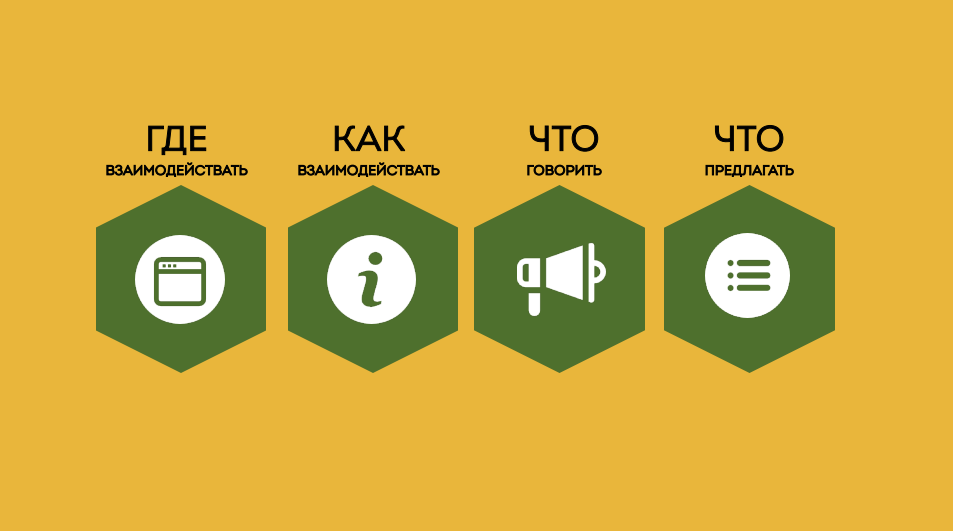 ГДЕ
ВЗАИМОДЕЙСТВАТЬ
КАК
ВЗАИМОДЕЙСТВАТЬ
ЧТО
ГОВОРИТЬ
ЧТО
ПРЕДЛАГАТЬ